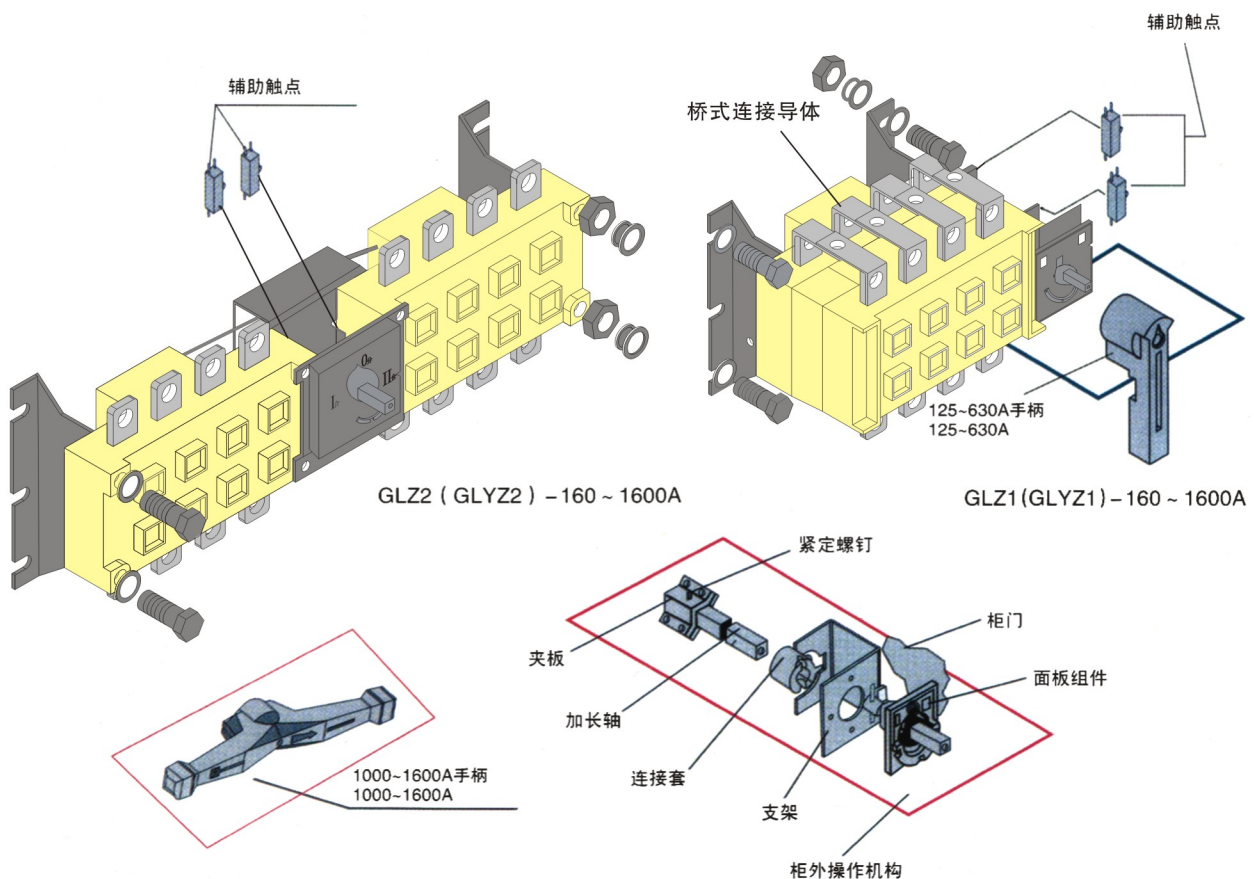 辅助触点
辅助触点
桥式连接导体
O
I
II
125~630A手柄
125~630A
GLZ2（GLYZ2）-160～1600A
GLZ1(GLYZ1)-160～1600A
紧定螺钉
夹板
加长轴
连接套
支架
柜门
面板组件
柜外操作机构
1000~1600A手柄
1000~1600A